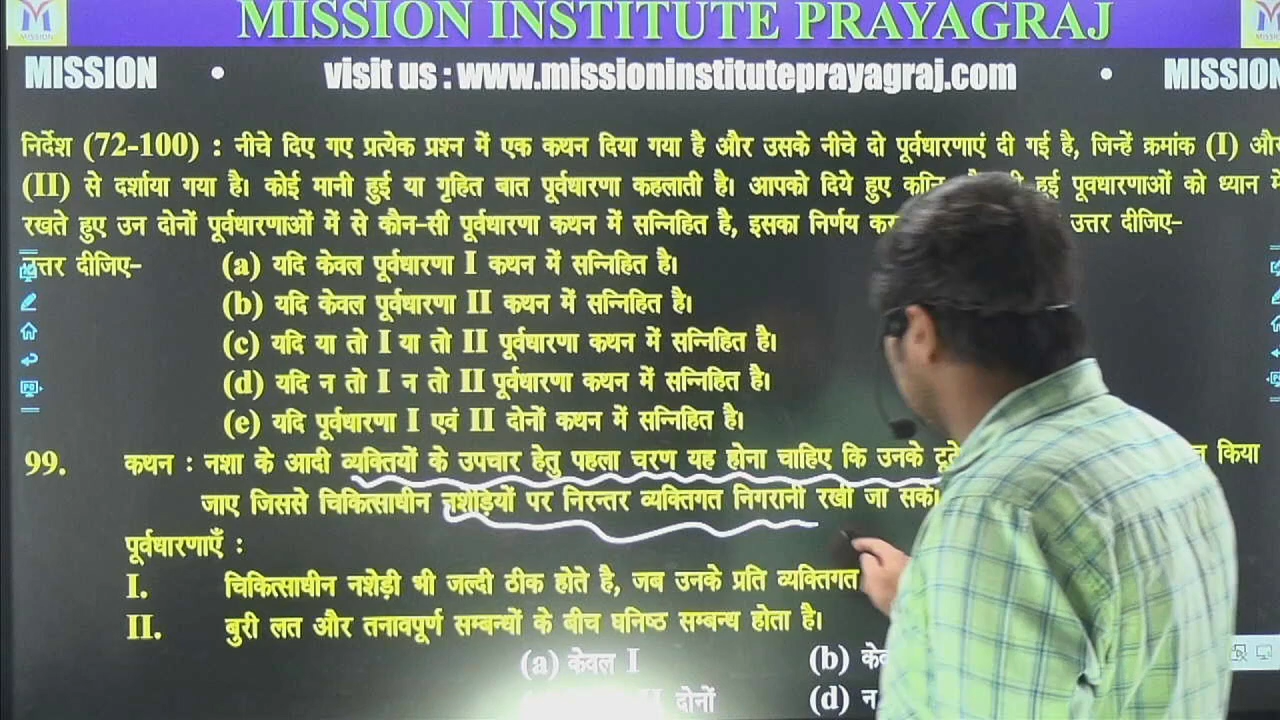 MISSION INSTITUTE PRAYAGRAJ
MISSION
MISSION • visit us : www.missioninstituteprayagraj.com • MISSION
निर्देश (72-100) : नीचे दिए गए प्रत्येक प्रश्न में एक कथन दिया गया है और उसके नीचे दो पूर्वधारणाएं दी गई है, जिन्हें क्रमांक (I) और
(II) से दर्शाया गया है। कोई मानी हुई या गृहित बात पूर्वधारणा कहलाती है। आपको दिये हुए हुई पूवधारणाओं को ध्यान में
रखते हुए उन दोनों पूर्वधारणाओं में से कौन-सी पूर्वधारणा कथन में सन्निहित है, इसका निर्णय उत्तर दीजिए-
उत्तर दीजिए- (a) यदि केवल पूर्वधारणा I कथन में सन्निहित है।
(b) यदि केवल पूर्वधारणा II कथन में सन्निहित है।
(c) यदि या तो I या तो II पूर्वधारणा कथन में सन्निहित है।
(d) यदि न तो I न तो II पूर्वधारणा कथन में सन्निहित है।
(e) यदि पूर्वधारणा I एवं II दोनों कथन में सन्निहित है।
99. कथन : नशा के आदी व्यक्तियों के उपचार हेतु पहला चरण यह होना चाहिए कि उनके किया
जाए जिससे चिकित्साधीन नशेड़ियों पर निरन्तर व्यक्तिगत निगरानी रखी जा सके।
पूर्वधारणाएँ :
I. चिकित्साधीन नशेड़ी भी जल्दी ठीक होते है, जब उनके प्रति व्यक्तिगत
II. बुरी लत और तनावपूर्ण सम्बन्धों के बीच घनिष्ठ सम्बन्ध होता है।
(a) केवल I (b)
II दोनों (d)